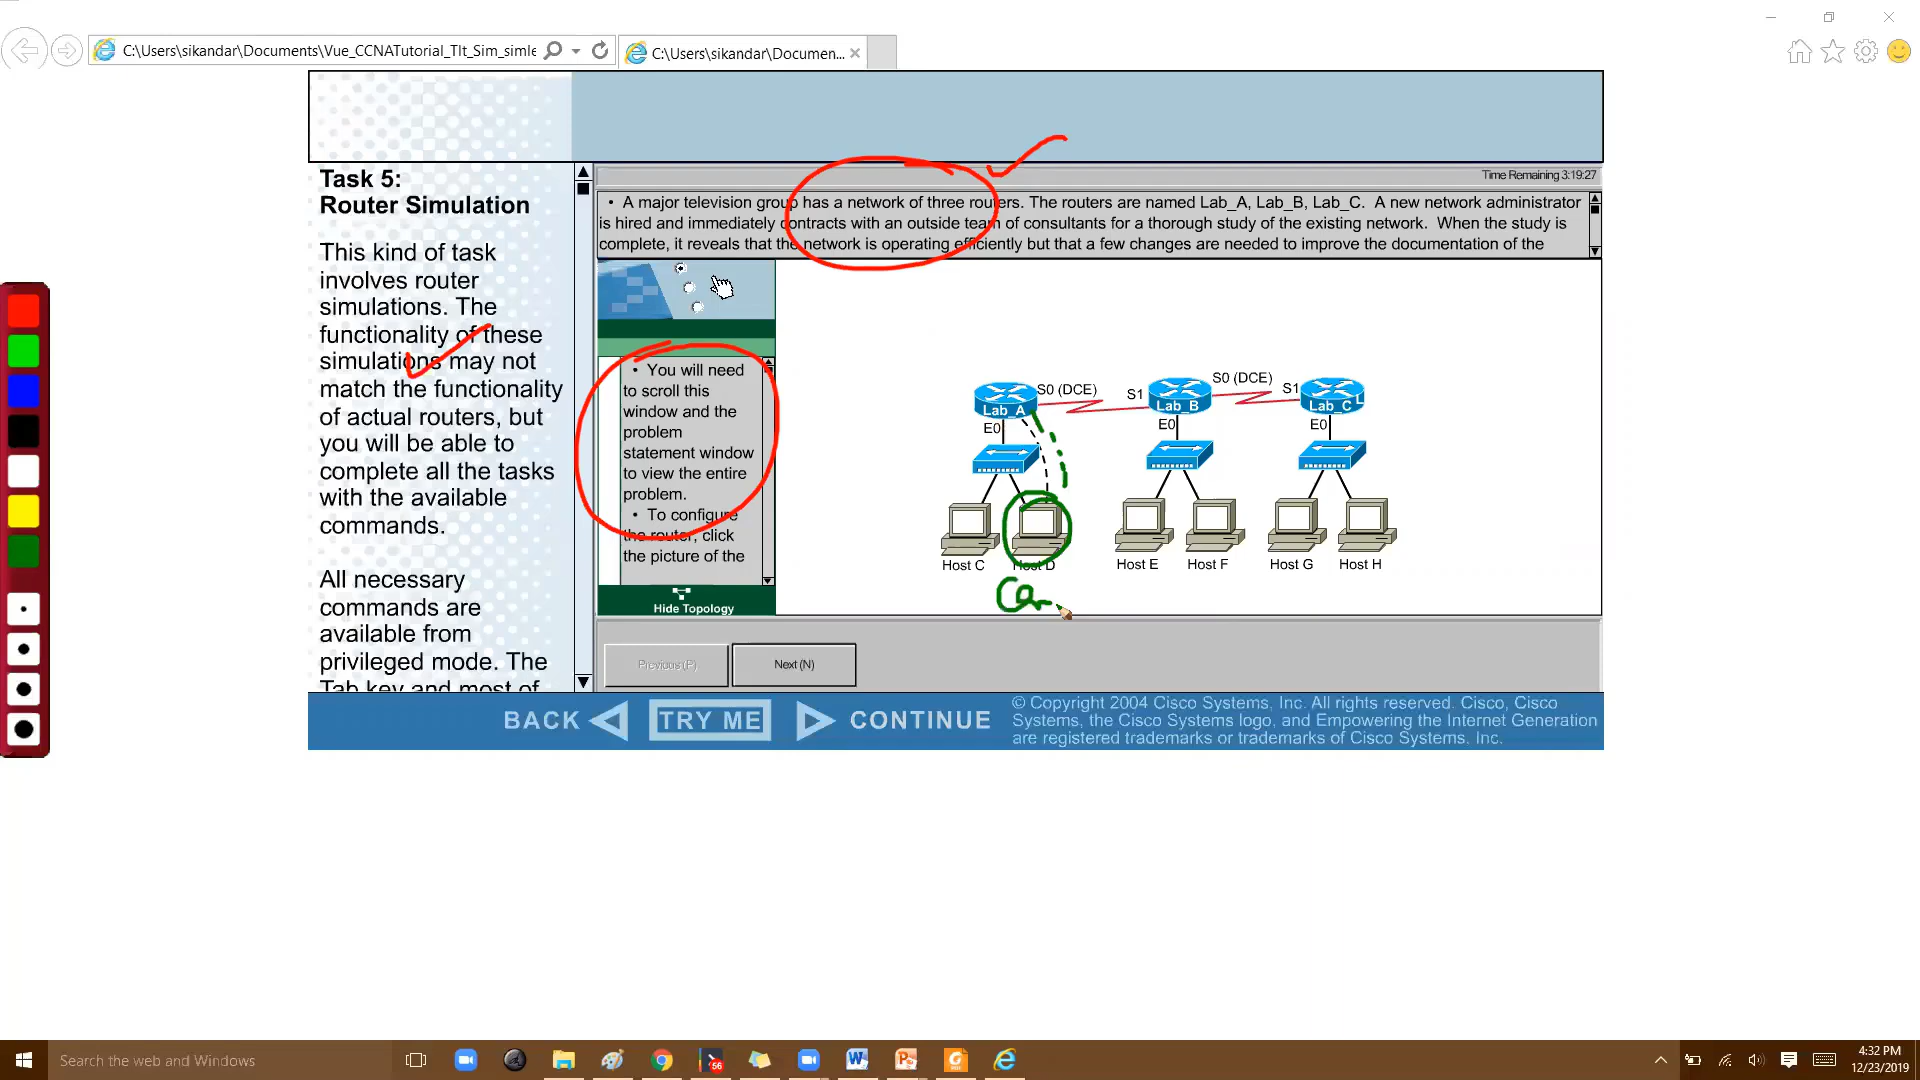 C:\Users\sikandar\Documents\Vue_CCNATutorial_Tlt_Sim_simle
C:\Users\sikandar\Documen...
Task 5:
Router Simulation
This kind of task
involves router
simulations. The
functionality of these
simulations may not
match the functionality
of actual routers, but
you will be able to
complete all the tasks
with the available
commands.
All necessary
commands are
available from
privileged mode. The
Tab key and most of
Time Remaining 3:19:27
• A major television group has a network of three routers. The routers are named Lab_A, Lab_B, Lab_C. A new network administrator
is hired and immediately contracts with an outside team of consultants for a thorough study of the existing network. When the study is
complete, it reveals that the network is operating efficiently but that a few changes are needed to improve the documentation of the
• You will need
to scroll this
window and the
problem
statement window
to view the entire
problem.
• To configure
the router, click
the picture of the
Hide Topology
Lab_A
S0 (DCE)
S1
Lab_B
S0 (DCE)
S1
Lab_C
E0
E0
E0
Host C
Host D
Host E
Host F
Host G
Host H
Previous (P)
Next (N)
BACK
TRY ME
CONTINUE
© Copyright 2004 Cisco Systems, Inc. All rights reserved. Cisco, Cisco
Systems, the Cisco Systems logo, and Empowering the Internet Generation
are registered trademarks or trademarks of Cisco Systems, Inc.
Search the web and Windows
56
4:32 PM
12/23/2019